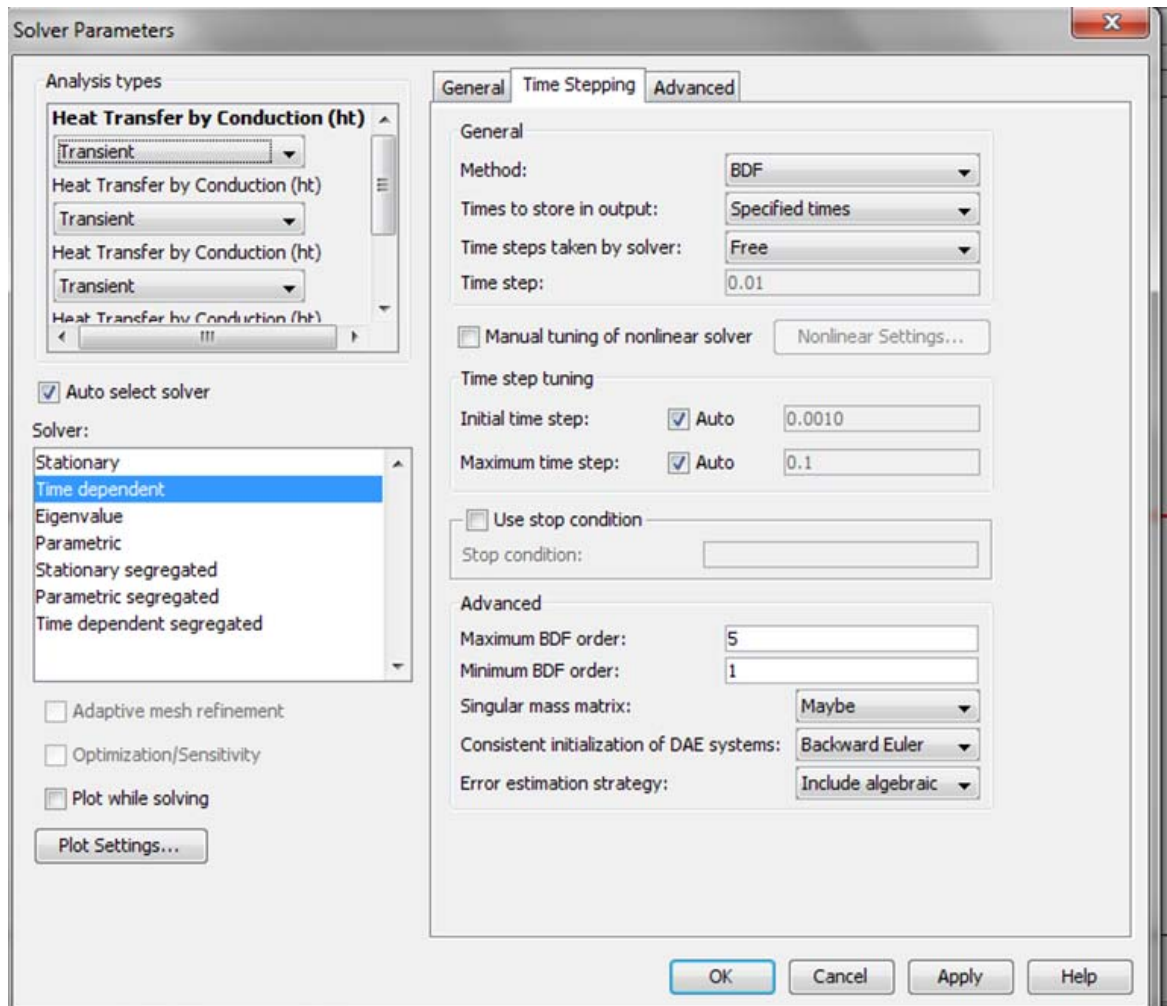 Solver Parameters
Analysis types
Heat Transfer by Conduction (ht)
Transient
Heat Transfer by Conduction (ht)
Transient
Heat Transfer by Conduction (ht)
Transient
Heat Transfer by Conduction (ht)
Auto select solver
Solver:
Stationary
Time dependent
Eigenvalue
Parametric
Stationary segregated
Parametric segregated
Time dependent segregated
Adaptive mesh refinement
Optimization/Sensitivity
Plot while solving
Plot Settings...
General Time Stepping Advanced
General
Method: BDF
Times to store in output: Specified times
Time steps taken by solver: Free
Time step: 0.01
Manual tuning of nonlinear solver Nonlinear Settings...
Time step tuning
Initial time step: Auto 0.0010
Maximum time step: Auto 0.1
Use stop condition
Stop condition:
Advanced
Maximum BDF order: 5
Minimum BDF order: 1
Singular mass matrix: Maybe
Consistent initialization of DAE systems: Backward Euler
Error estimation strategy: Include algebraic
OK Cancel Apply Help